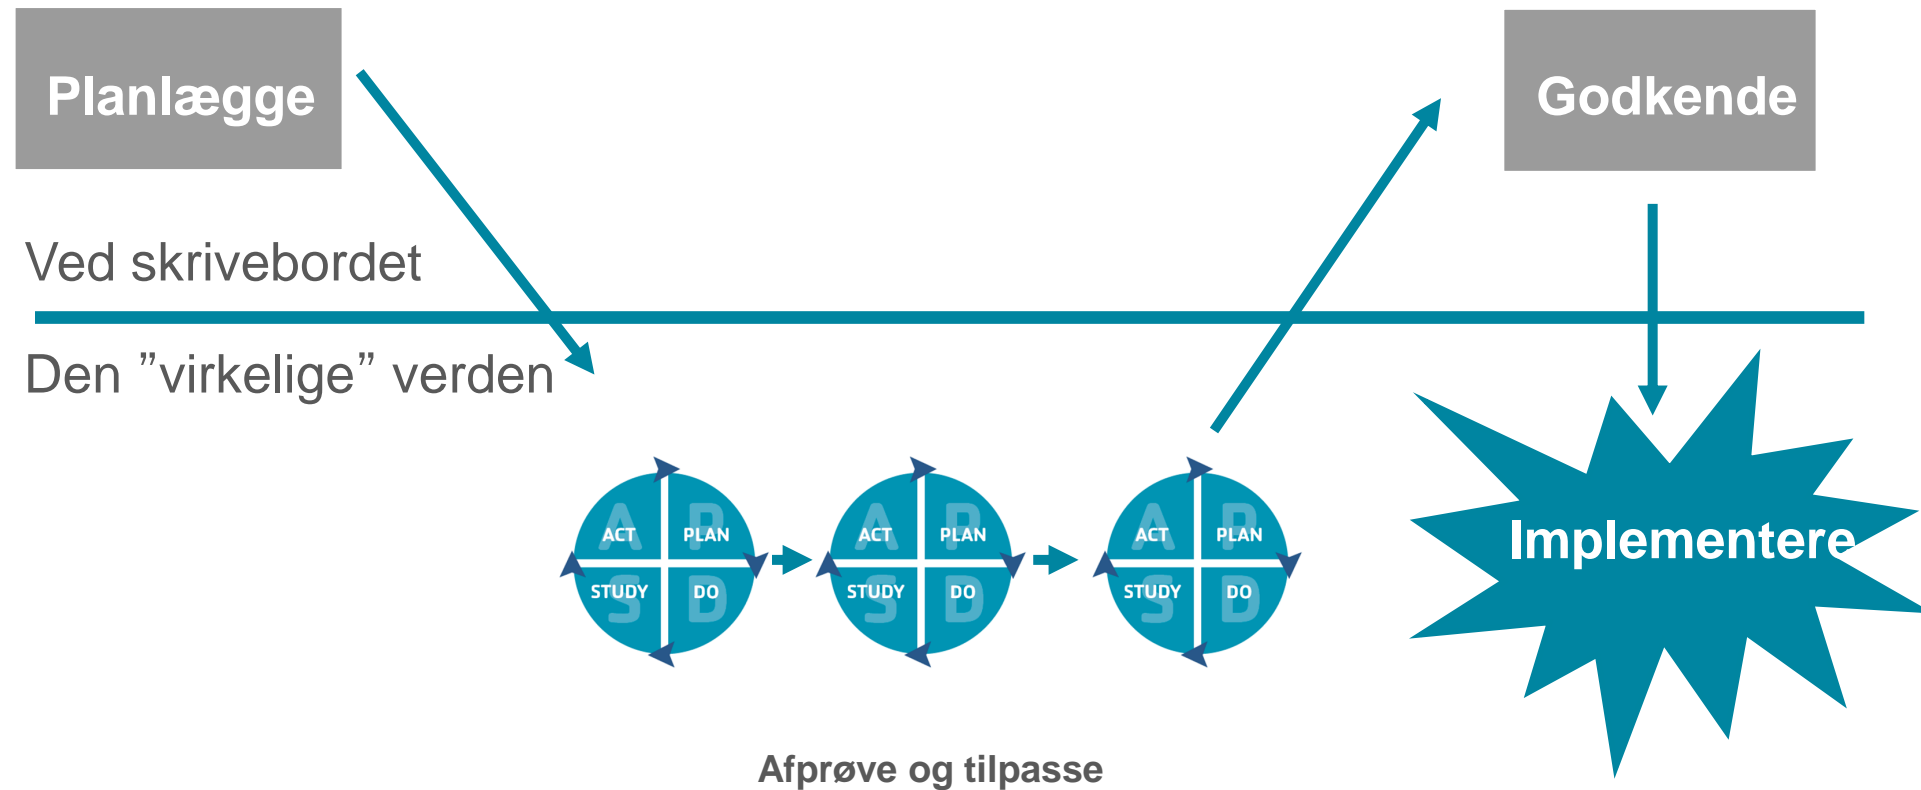 Planlægge
Godkende
Ved skrivebordet
Den ”virkelige” verden
A P
ACT PLAN
STUDY DO
S D
A P
ACT PLAN
STUDY DO
S D
A P
ACT PLAN
STUDY DO
S D
Implementere
Afprøve og tilpasse